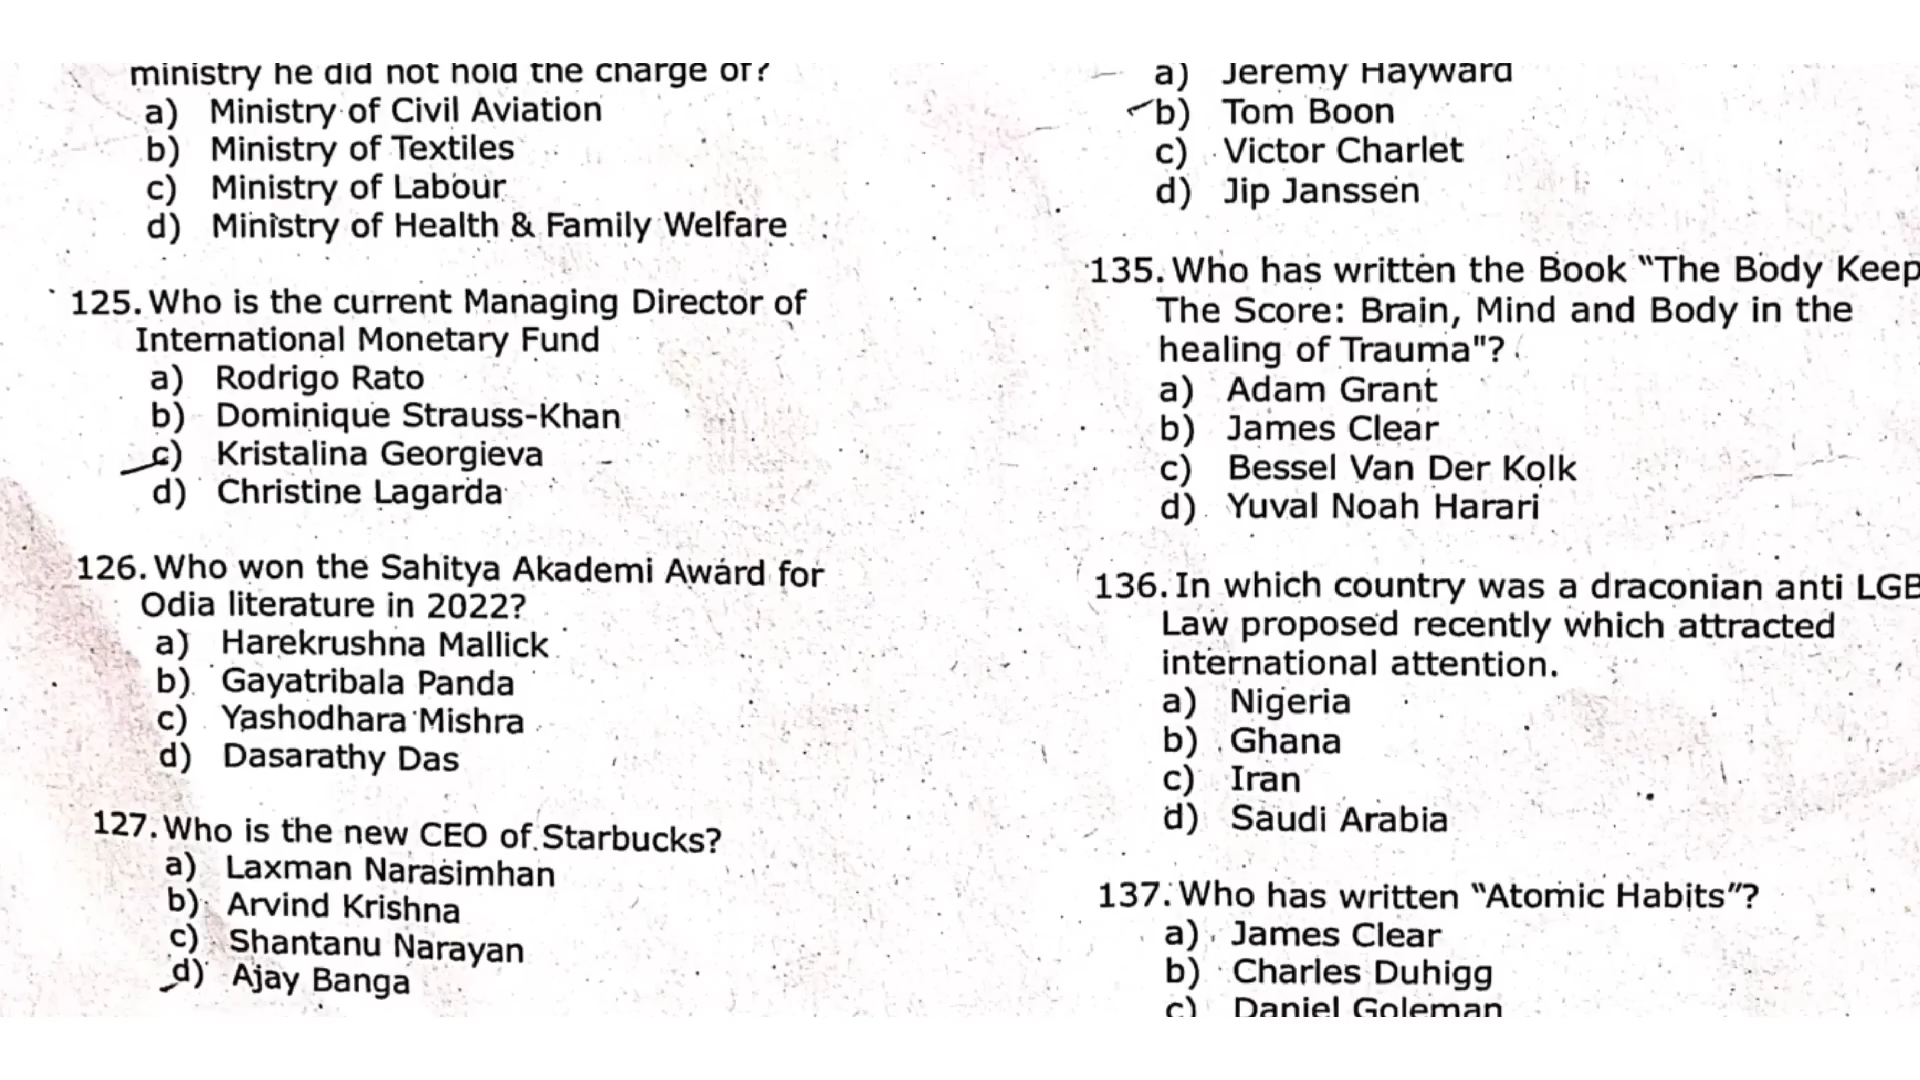 ministry he did not hold the charge of?
a) Ministry of Civil Aviation
b) Ministry of Textiles
c) Ministry of Labour
d) Ministry of Health & Family Welfare
125. Who is the current Managing Director of
International Monetary Fund
a) Rodrigo Rato
b) Dominique Strauss-Khan
c) Kristalina Georgieva
d) Christine Lagarda
126. Who won the Sahitya Akademi Award for
Odia literature in 2022?
a) Harekrushna Mallick
b) Gayatribala Panda
c) Yashodhara Mishra
d) Dasarathy Das
127. Who is the new CEO of Starbucks?
a) Laxman Narasimhan
b) Arvind Krishna
c) Shantanu Narayan
d) Ajay Banga
a) Jeremy Hayward
b) Tom Boon
c) Victor Charlet
d) Jip Janssen
135. Who has written the Book "The Body Keep
The Score: Brain, Mind and Body in the
healing of Trauma"?
a) Adam Grant
b) James Clear
c) Bessel Van Der Kolk
d) Yuval Noah Harari
136. In which country was a draconian anti LGB
Law proposed recently which attracted
international attention.
a) Nigeria
b) Ghana
c) Iran
d) Saudi Arabia
137. Who has written "Atomic Habits"?
a) James Clear
b) Charles Duhigg
c) Daniel Goleman